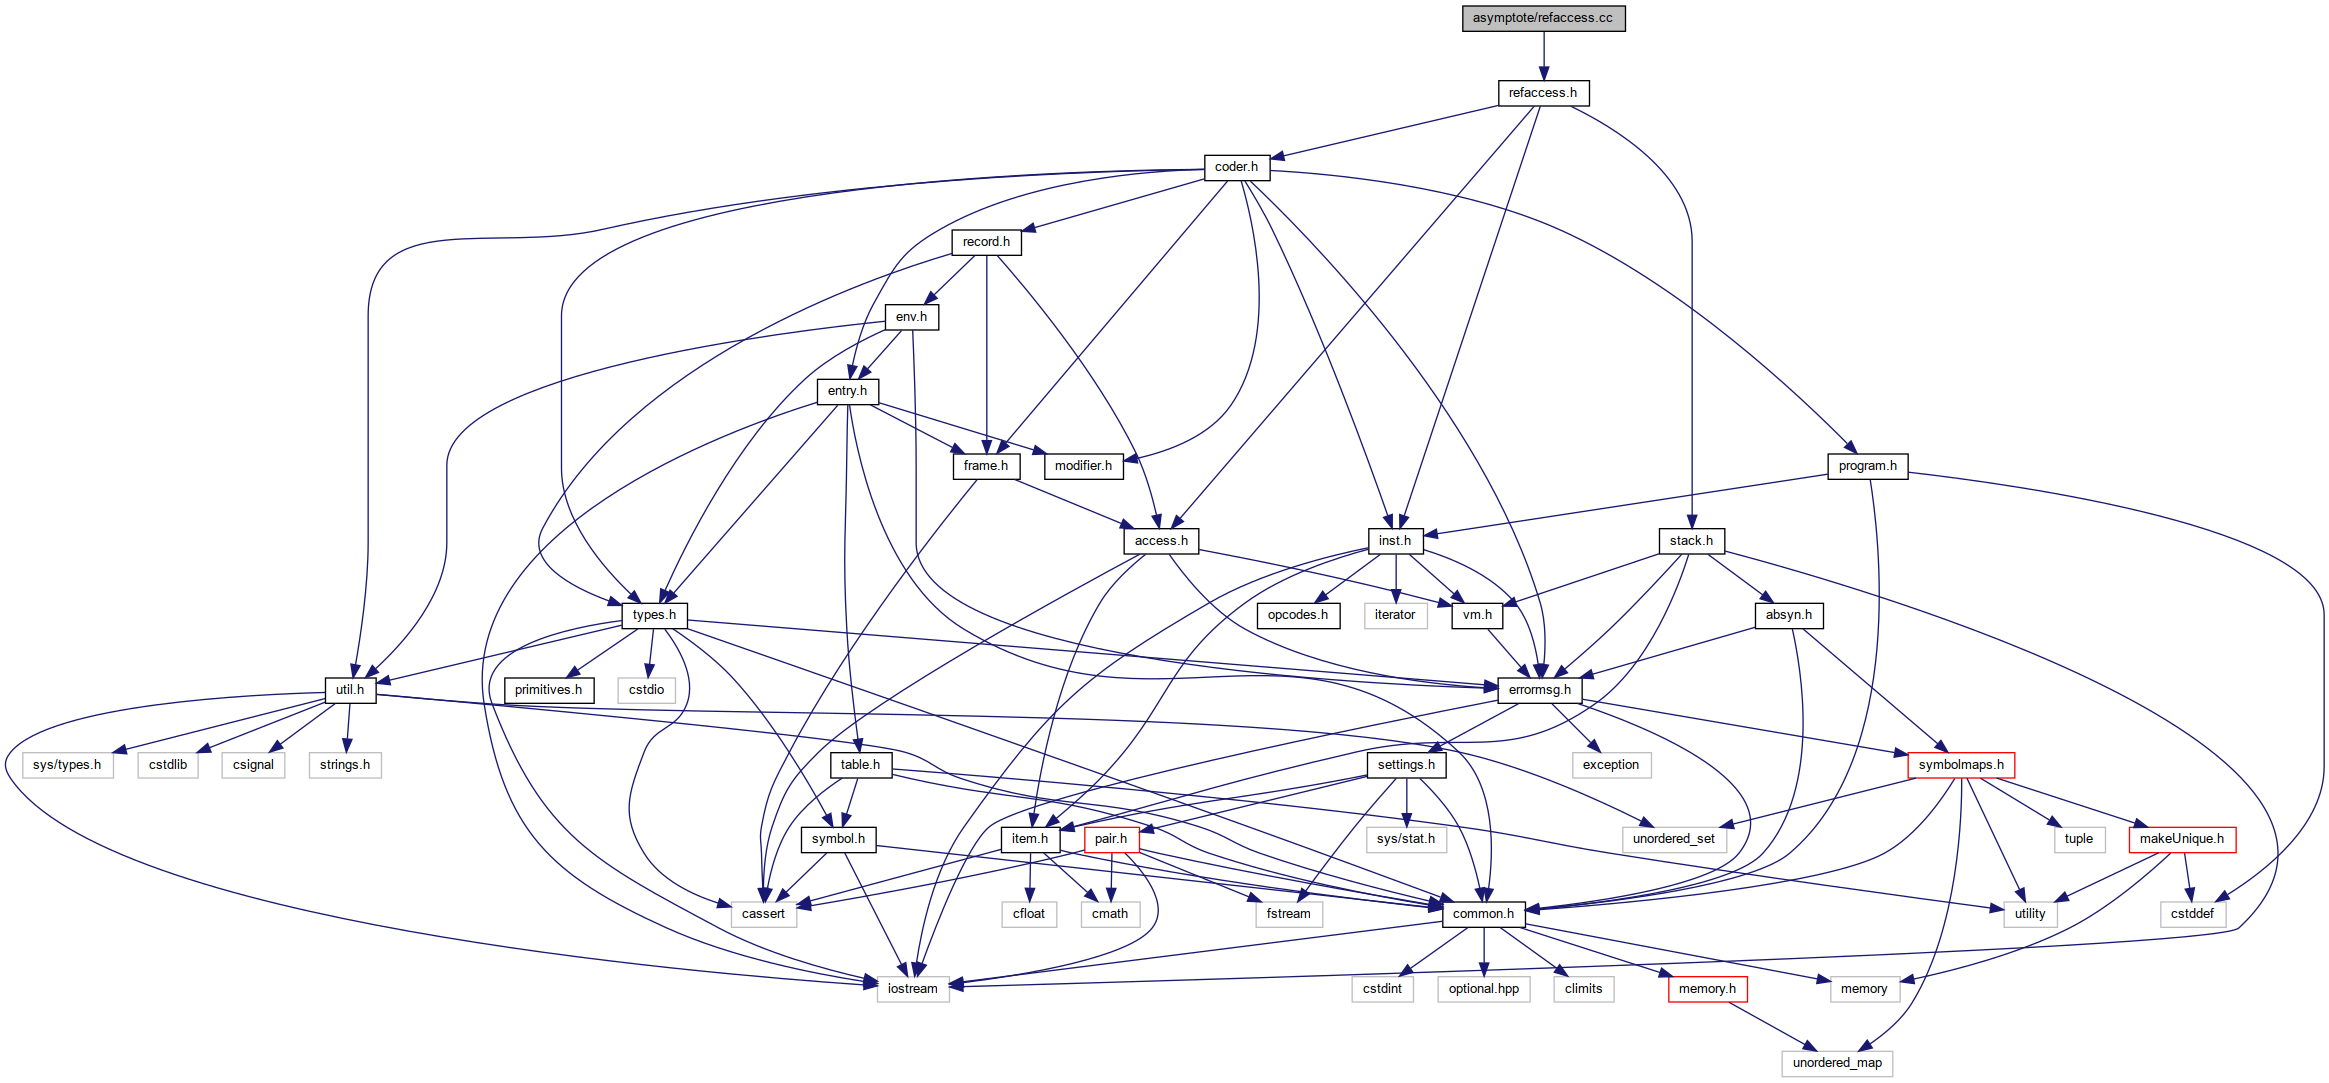 asymptote/refaccess.cc
refaccess.h
coder.h
record.h
env.h
entry.h
frame.h
modifier.h
program.h
access.h
inst.h
stack.h
types.h
opcodes.h
iterator
vm.h
absyn.h
util.h
primitives.h
cstdio
errormsg.h
sys/types.h
cstdlib
csignal
strings.h
table.h
settings.h
exception
symbolmaps.h
symbol.h
item.h
pair.h
sys/stat.h
unordered_set
tuple
makeUnique.h
cassert
cfloat
cmath
fstream
common.h
utility
cstddef
iostream
cstdint
optional.hpp
climits
memory.h
memory
unordered_map